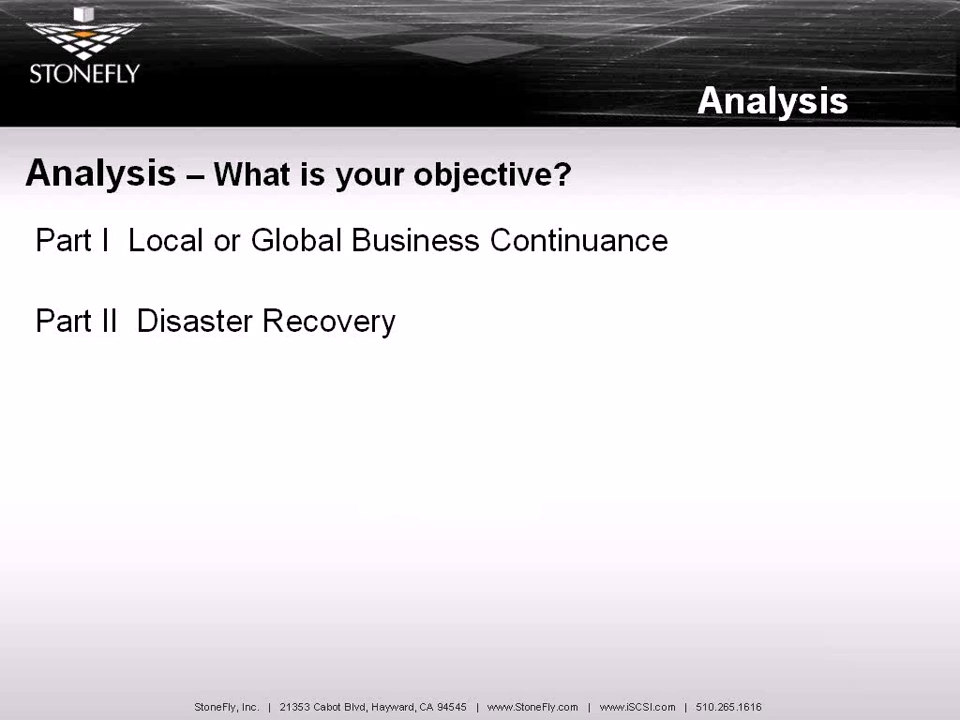 STONEFLY
Analysis
Analysis – What is your objective?
Part I Local or Global Business Continuance
Part II Disaster Recovery
StoneFly, Inc. | 21353 Cabot Blvd, Hayward, CA 94545 | www.StoneFly.com | www.iSCSI.com | 510.265.1616